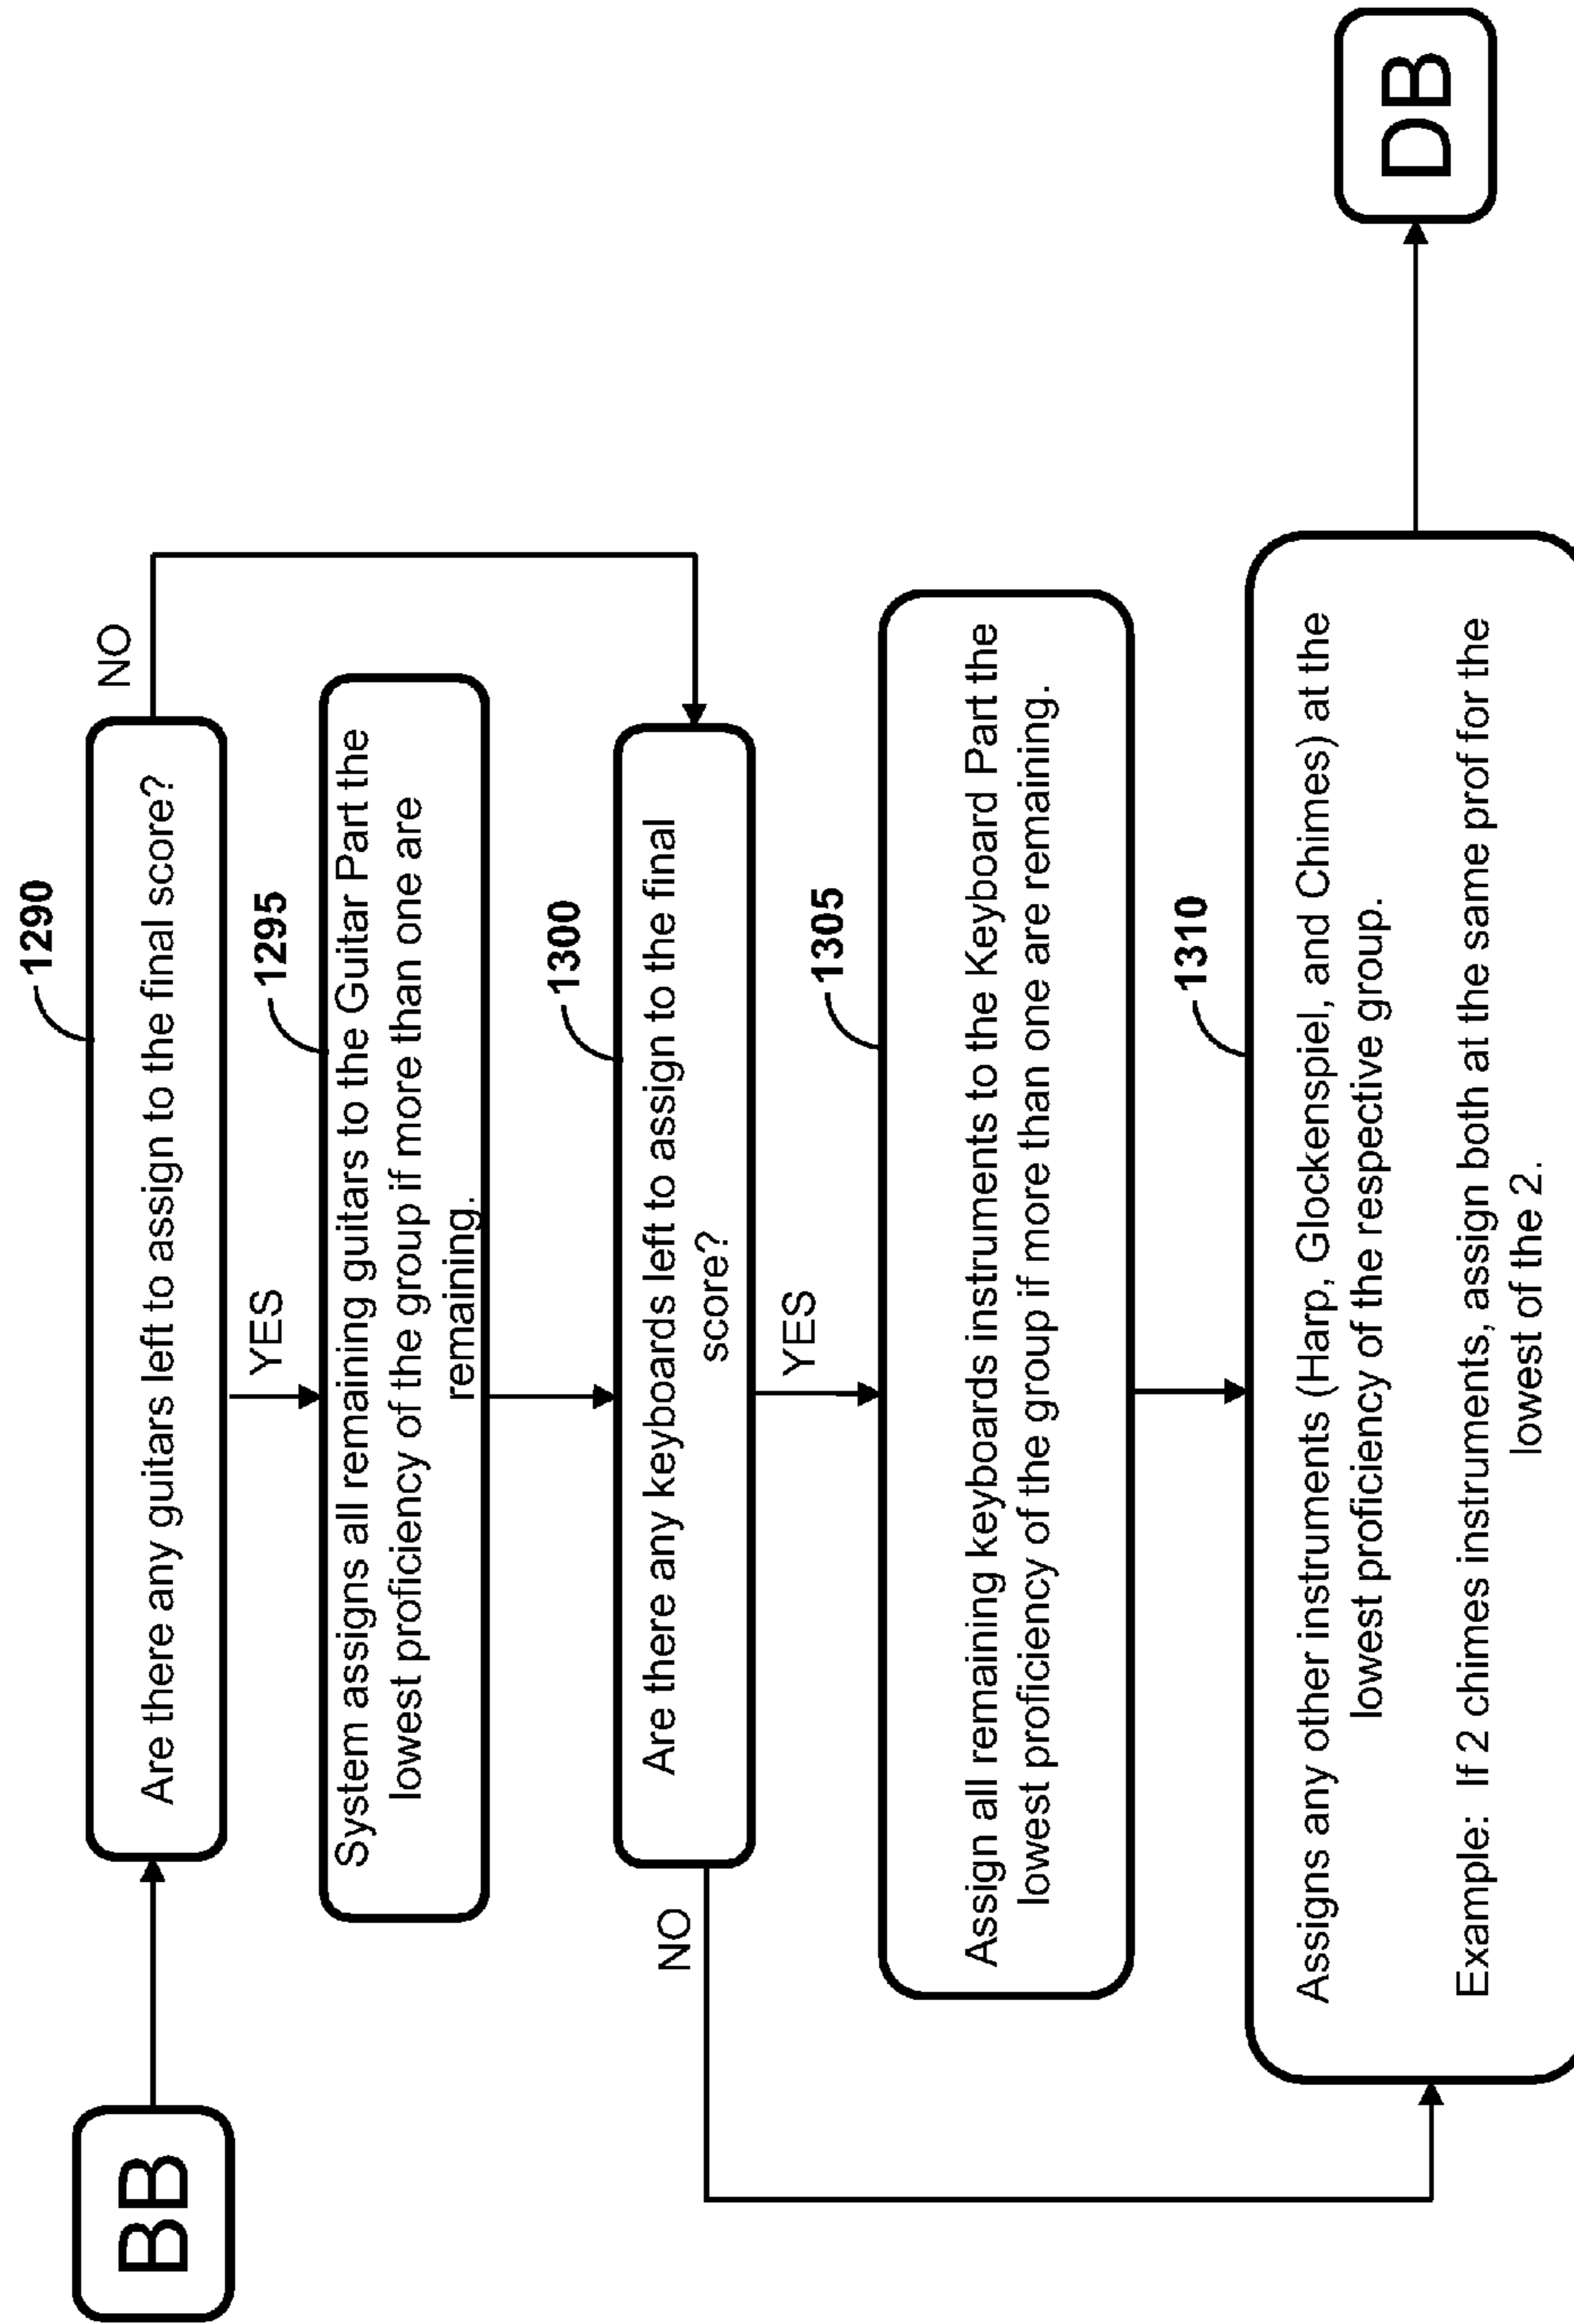 BB
1290
Are there any guitars left to assign to the final score?
NO
YES
1295
System assigns all remaining guitars to the Guitar Part the
lowest proficiency of the group if more than one are
remaining.
1300
Are there any keyboards left to assign to the final
score?
NO
YES
1305
Assign all remaining keyboards instruments to the Keyboard Part the
lowest proficiency of the group if more than one are remaining.
1310
Assigns any other instruments (Harp, Glockenspiel, and Chimes) at the
lowest proficiency of the respective group.
Example: If 2 chimes instruments, assign both at the same prof for the
lowest of the 2.
DB